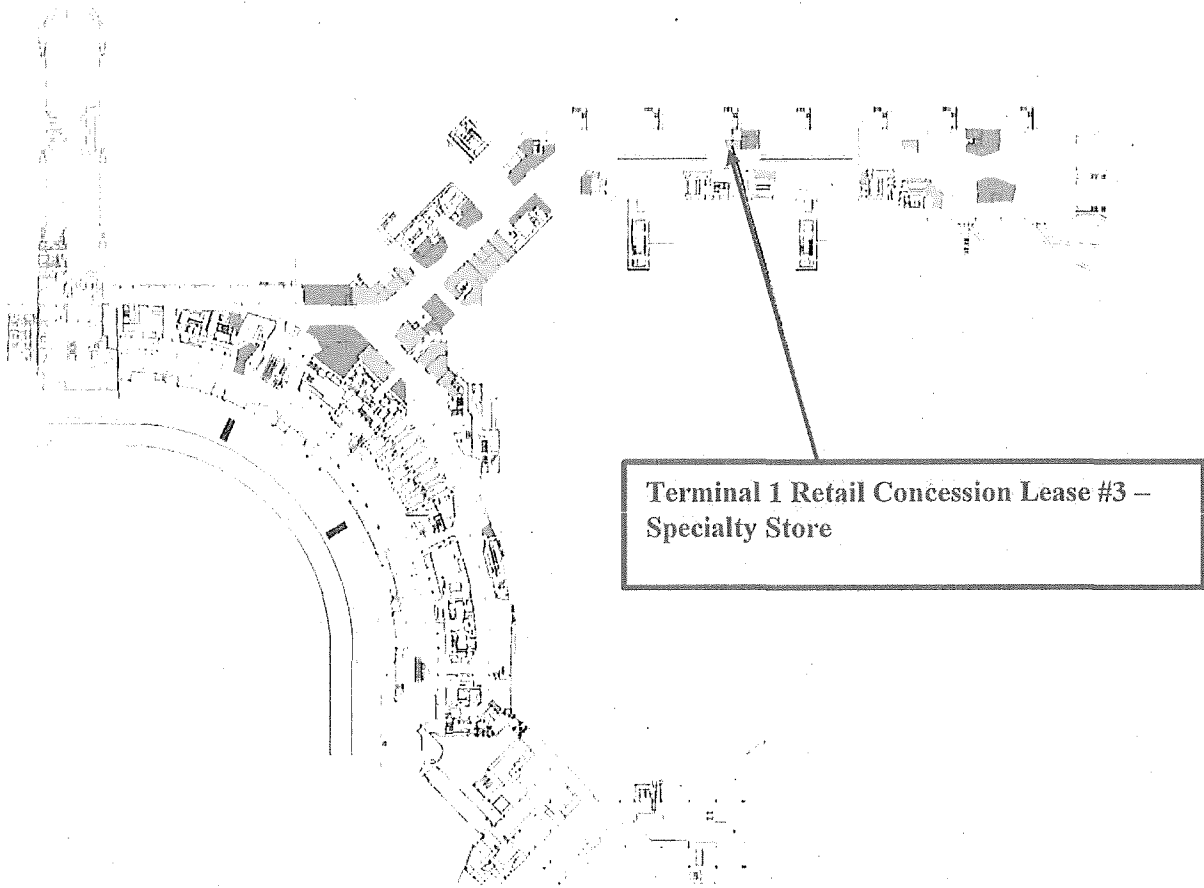 Terminal 1 Retail Concession Lease #3 –
Specialty Store